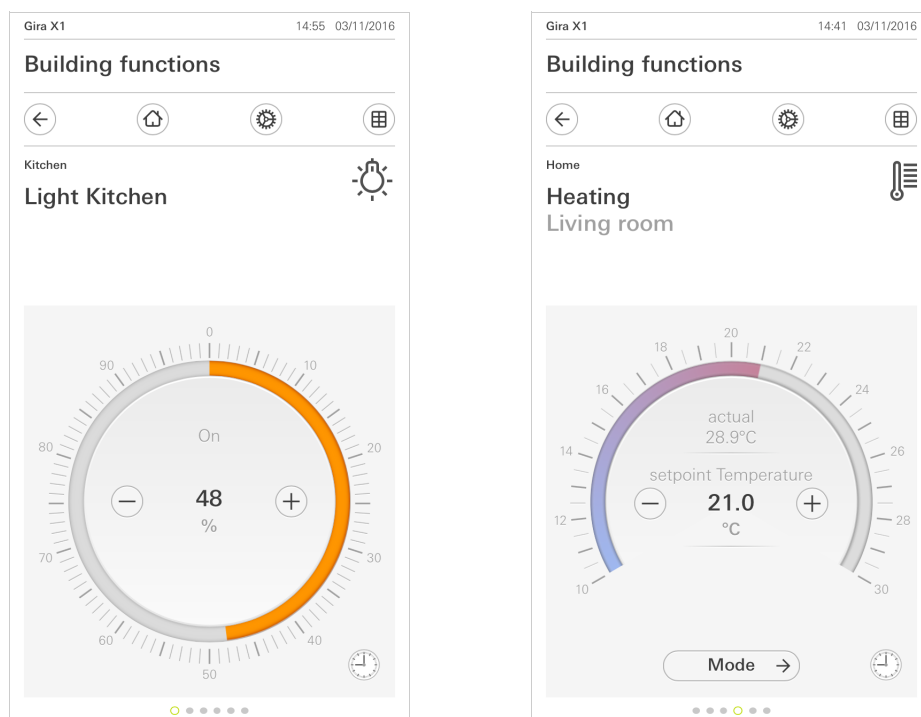 Gira X1 14:55 03/11/2016
Building functions
Kitchen
Light Kitchen
0
10
20
30
40
50
60
70
80
90
On
48
%
Gira X1 14:41 03/11/2016
Building functions
Home
Heating
Living room
10
12
14
16
18
20
22
24
26
28
30
actual
28.9°C
setpoint Temperature
21.0
°C
Mode